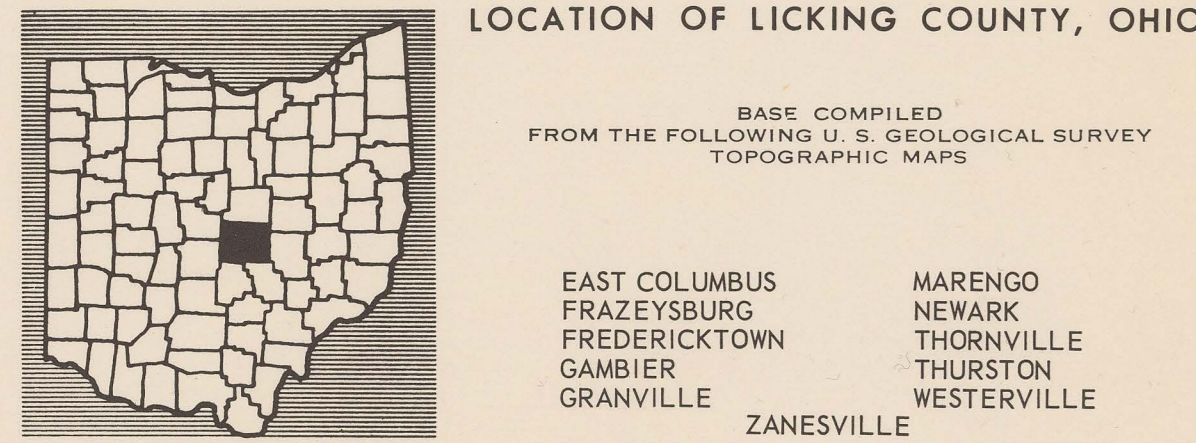 LOCATION OF LICKING COUNTY, OHIO
BASE COMPILED
FROM THE FOLLOWING U. S. GEOLOGICAL SURVEY
TOPOGRAPHIC MAPS
EAST COLUMBUS
FRAZEYSBURG
FREDERICKTOWN
GAMBIER
GRANVILLE
MARENGO
NEWARK
THORNVILLE
THURSTON
WESTERVILLE
ZANESVILLE